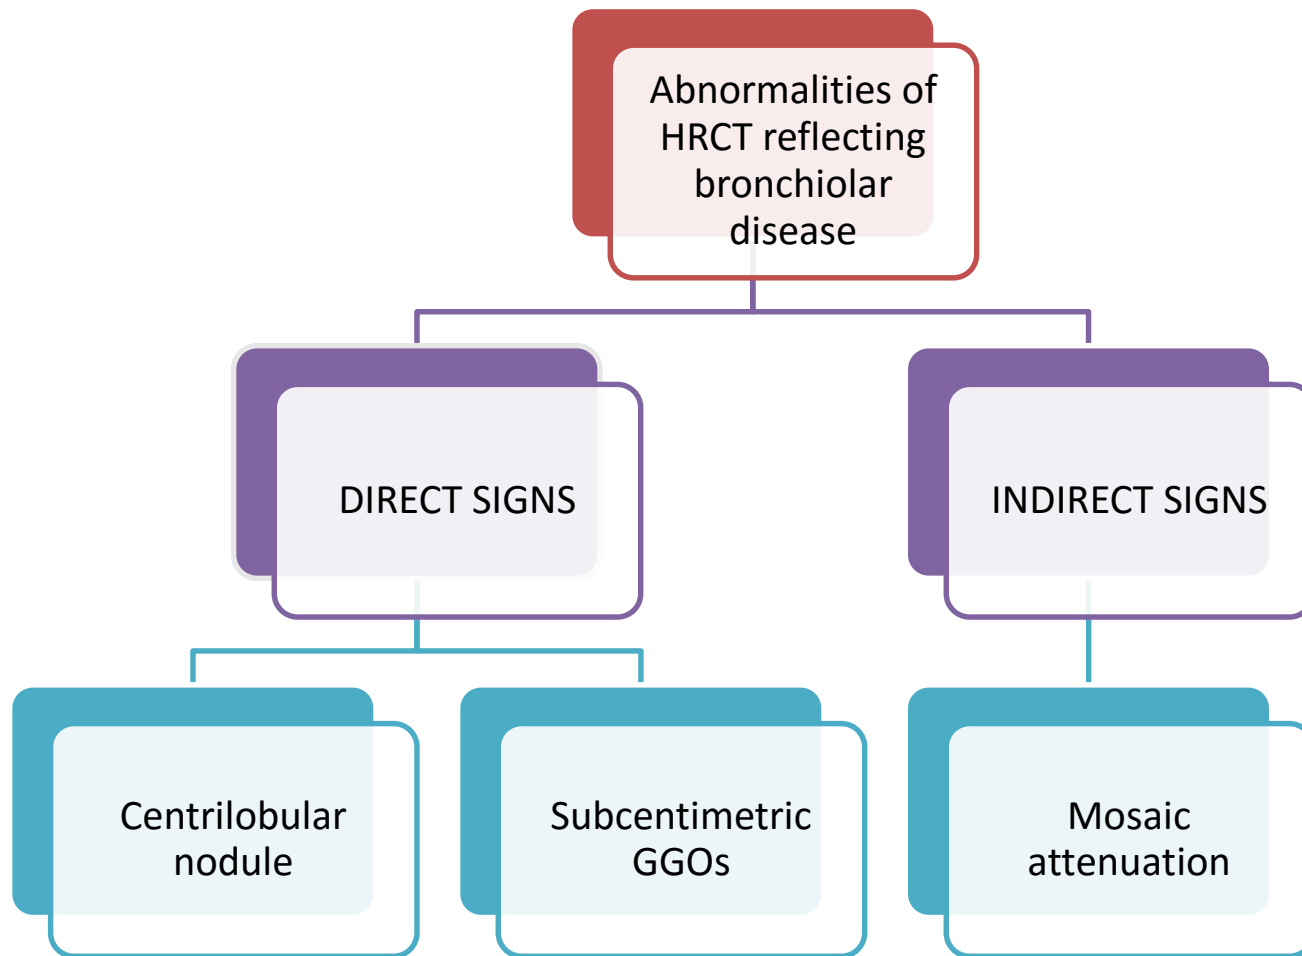 Abnormalities of
HRCT reflecting
bronchiolar
disease
DIRECT SIGNS
INDIRECT SIGNS
Centrilobular
nodule
Subcentimetric
GGOs
Mosaic
attenuation